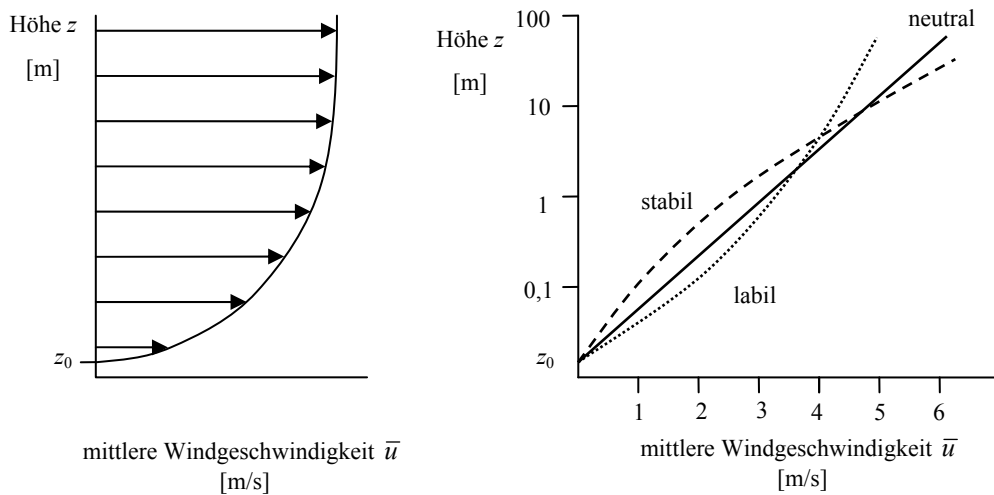 Höhe z
[m]
z0
mittlere Windgeschwindigkeit u̅
[m/s]
Höhe z
[m]
100
10
1
0,1
z0
neutral
stabil
labil
1 2 3 4 5 6
mittlere Windgeschwindigkeit u̅
[m/s]